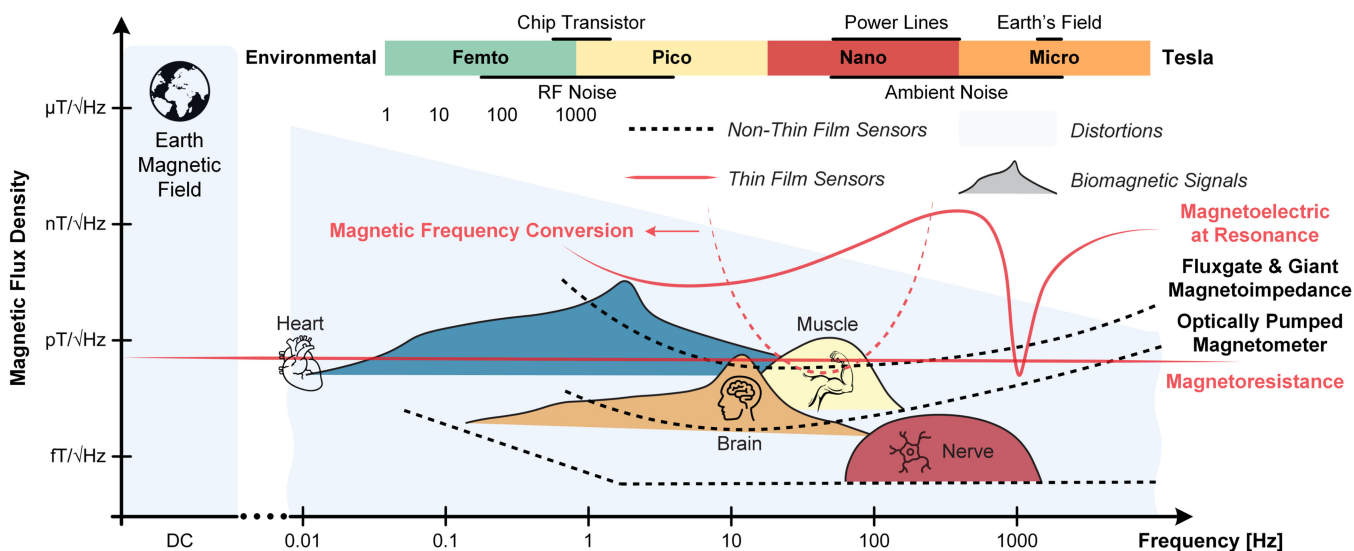 Chip Transistor
Power Lines
Earth's Field
Environmental
Femto
Pico
Nano
Micro
Tesla
RF Noise
Ambient Noise
1
10
100
1000
Non-Thin Film Sensors
Distortions
Thin Film Sensors
Biomagnetic Signals
Magnetic Flux Density
µT/√Hz
nT/√Hz
pT/√Hz
fT/√Hz
Earth
Magnetic
Field
Magnetic Frequency Conversion
Magnetoelectric
at Resonance
Fluxgate & Giant
Magnetoimpedance
Optically Pumped
Magnetometer
Magnetoresistance
Heart
Muscle
Brain
Nerve
DC
0.01
0.1
1
10
100
1000
Frequency [Hz]